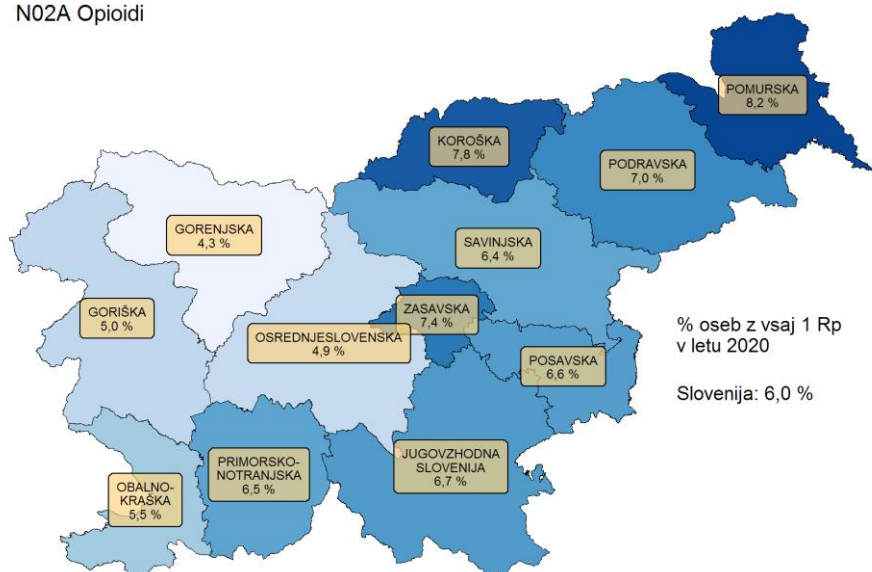 N02A Opioidi
POMURSKA
8,2 %
KOROŠKA
7,8 %
PODRAVSKA
7,0 %
GORENJSKA
4,3 %
SAVINJSKA
6,4 %
GORIŠKA
5,0 %
ZASAVSKA
7,4 %
OSREDNJESLOVENSKA
4,9 %
POSAVSKA
6,6 %
% oseb z vsaj 1 Rp
v letu 2020
Slovenija: 6,0 %
PRIMORSKO-
NOTRANJSKA
6,5 %
JUGOVZHODNA
SLOVENIJA
6,7 %
OBALNO-
KRAŠKA
5,5 %